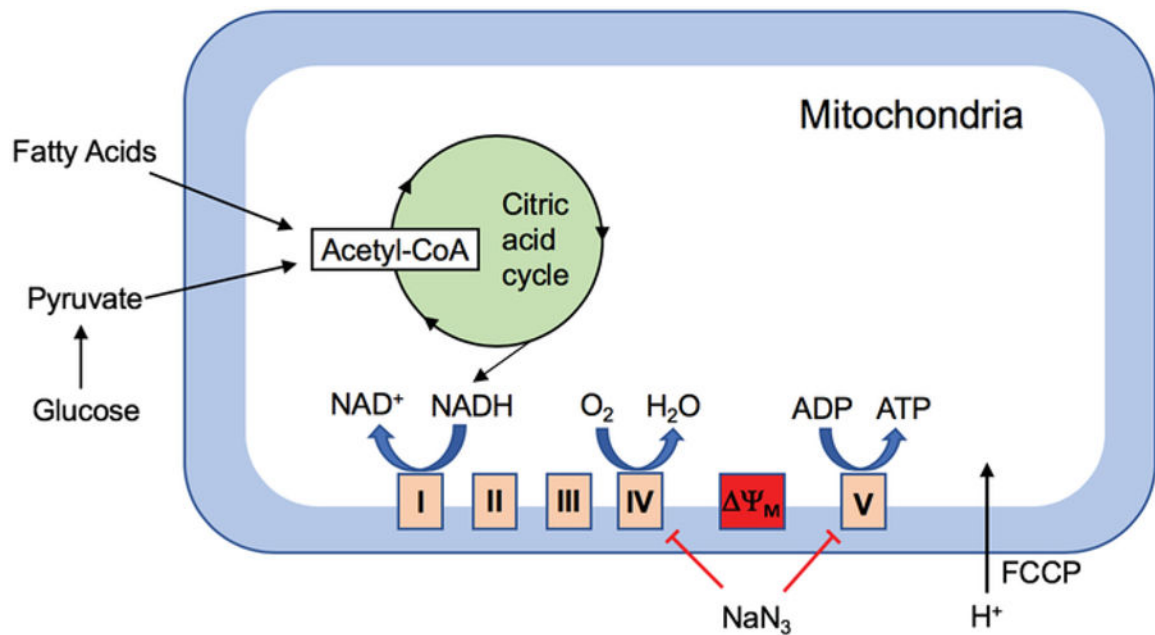 Mitochondria
Fatty Acids
Citric
acid
cycle
Acetyl-CoA
Pyruvate
Glucose
NAD⁺ NADH O₂ H₂O ADP ATP
I II III IV ΔΨ_M V
FCCP
NaN₃ H⁺